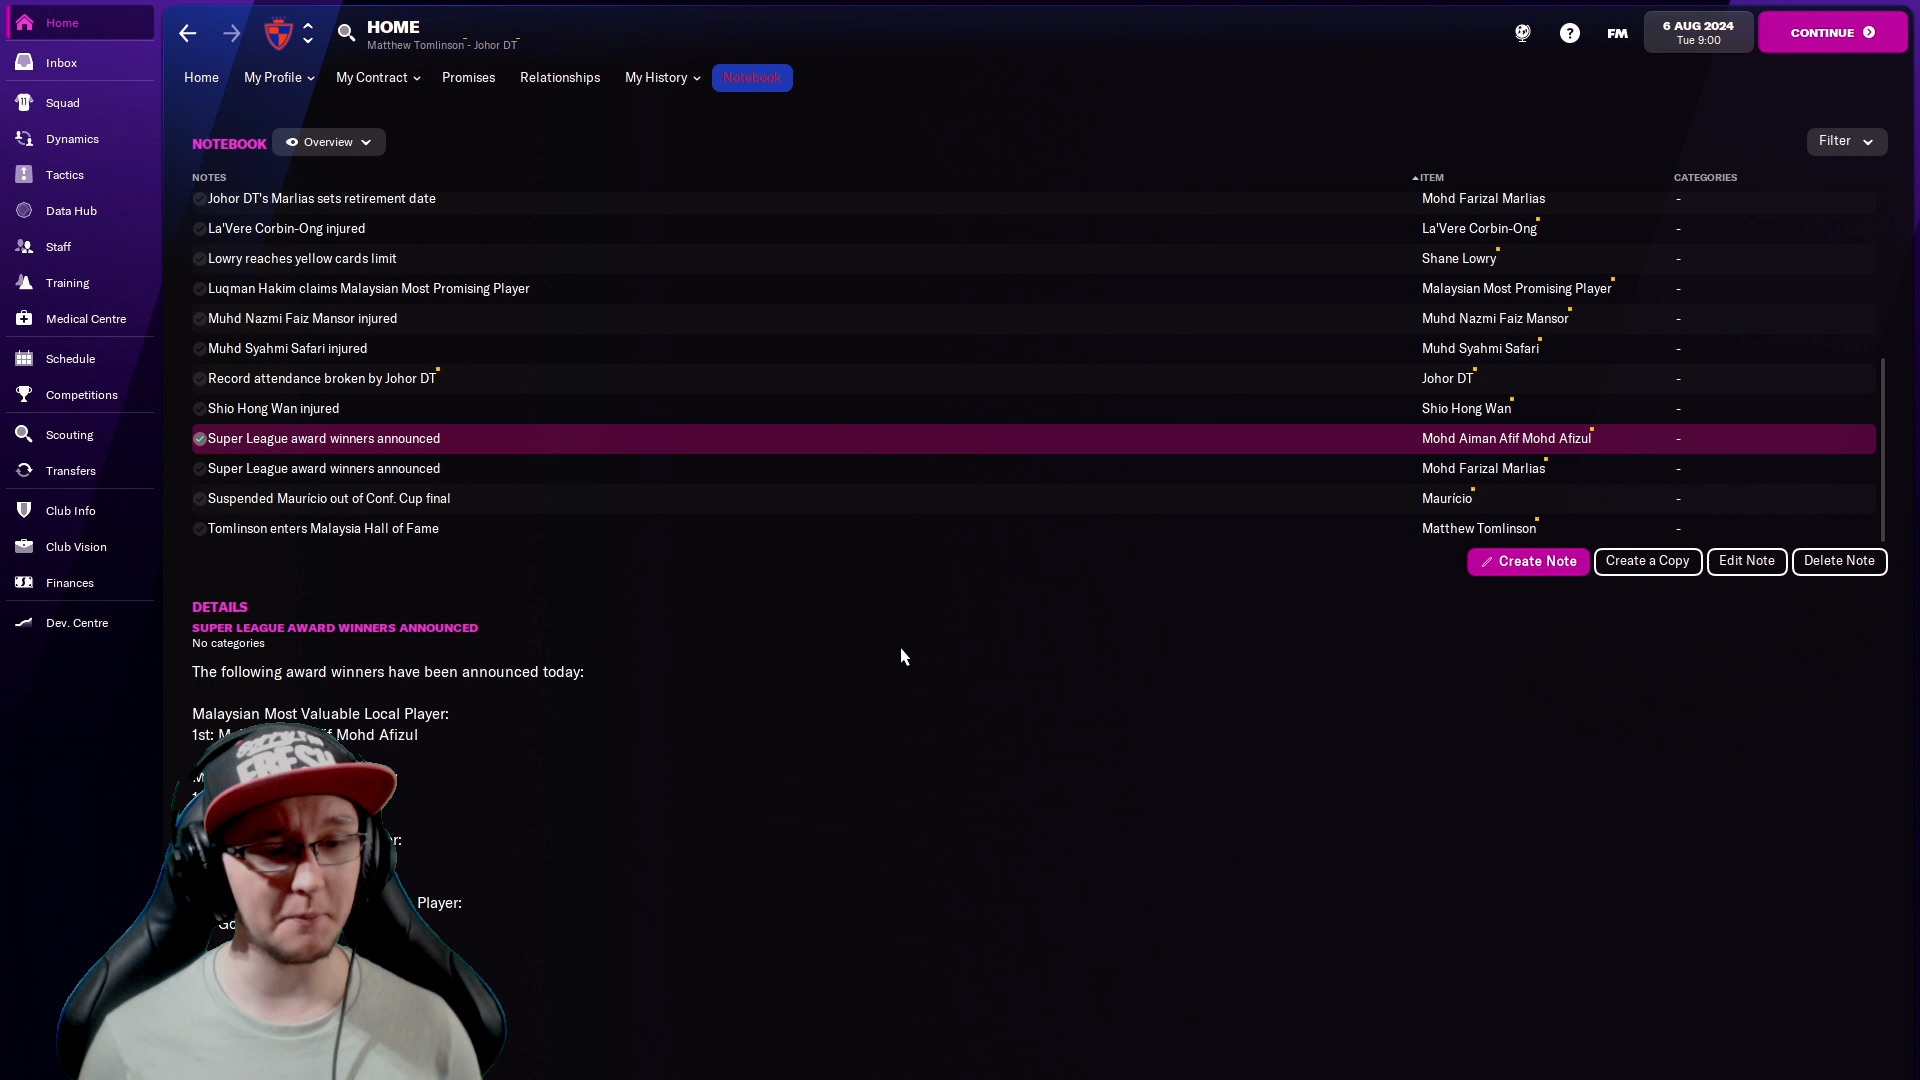 Home
HOME
Matthew Tomlinson - Johor DT
FM
6 AUG 2024
Tue 9:00
CONTINUE
Inbox
Squad
Dynamics
Tactics
Data Hub
Staff
Training
Medical Centre
Schedule
Competitions
Scouting
Transfers
Club Info
Club Vision
Finances
Dev. Centre
Home My Profile My Contract Promises Relationships My History Notebook
NOTEBOOK Overview Filter
NOTES ITEM CATEGORIES
Johor DT's Marlias sets retirement date Mohd Farizal Marlias -
La'Vere Corbin-Ong injured La'Vere Corbin-Ong -
Lowry reaches yellow cards limit Shane Lowry -
Luqman Hakim claims Malaysian Most Promising Player Malaysian Most Promising Player -
Muhd Nazmi Faiz Mansor injured Muhd Nazmi Faiz Mansor -
Muhd Syahmi Safari injured Muhd Syahmi Safari -
Record attendance broken by Johor DT Johor DT -
Shio Hong Wan injured Shio Hong Wan -
Super League award winners announced Mohd Aiman Afif Mohd Afizul -
Super League award winners announced Mohd Farizal Marlias -
Suspended Maurício out of Conf. Cup final Maurício -
Tomlinson enters Malaysia Hall of Fame Matthew Tomlinson -
Create Note Create a Copy Edit Note Delete Note
DETAILS
SUPER LEAGUE AWARD WINNERS ANNOUNCED
No categories
The following award winners have been announced today:
Malaysian Most Valuable Local Player:
1st: Mohd Afizul
FRESH
Player: